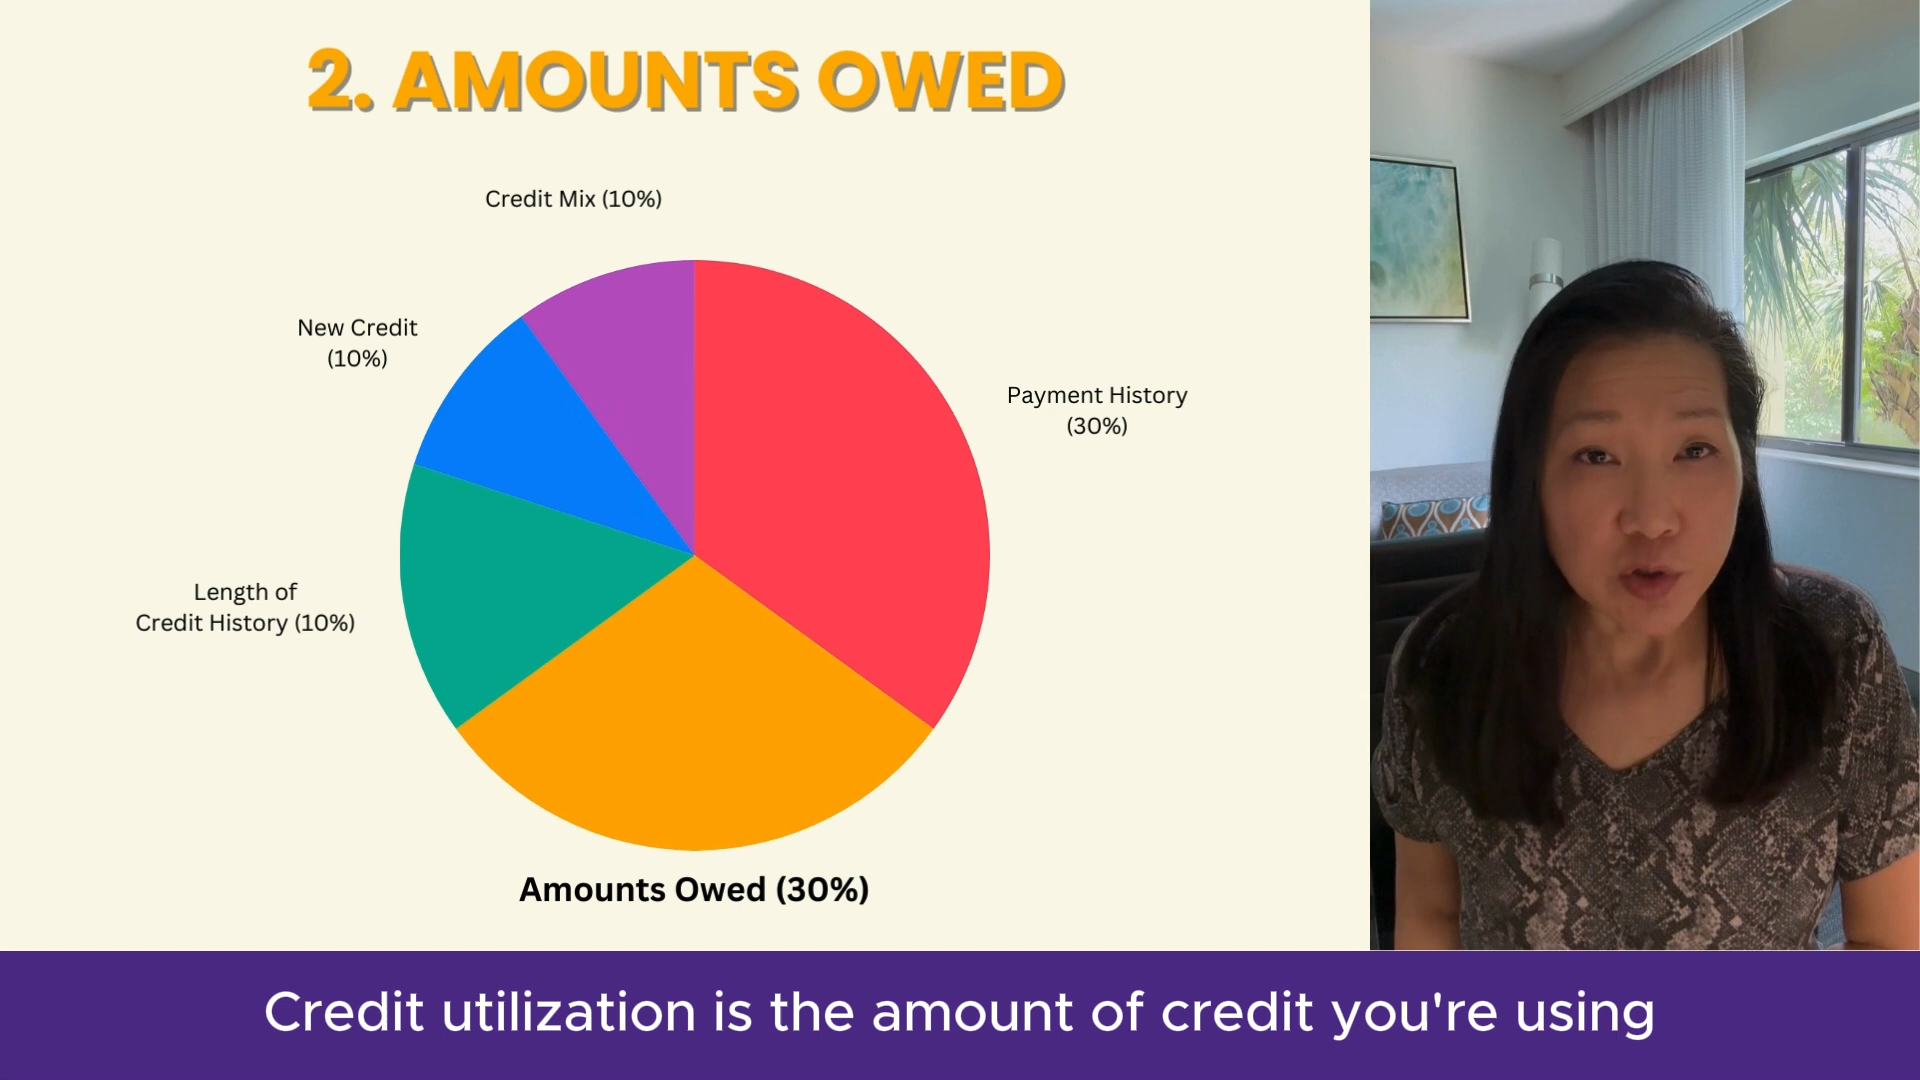 2. AMOUNTS OWED
Credit Mix (10%)
New Credit
(10%)
Payment History
(30%)
Length of
Credit History (10%)
Amounts Owed (30%)
Credit utilization is the amount of credit you're using